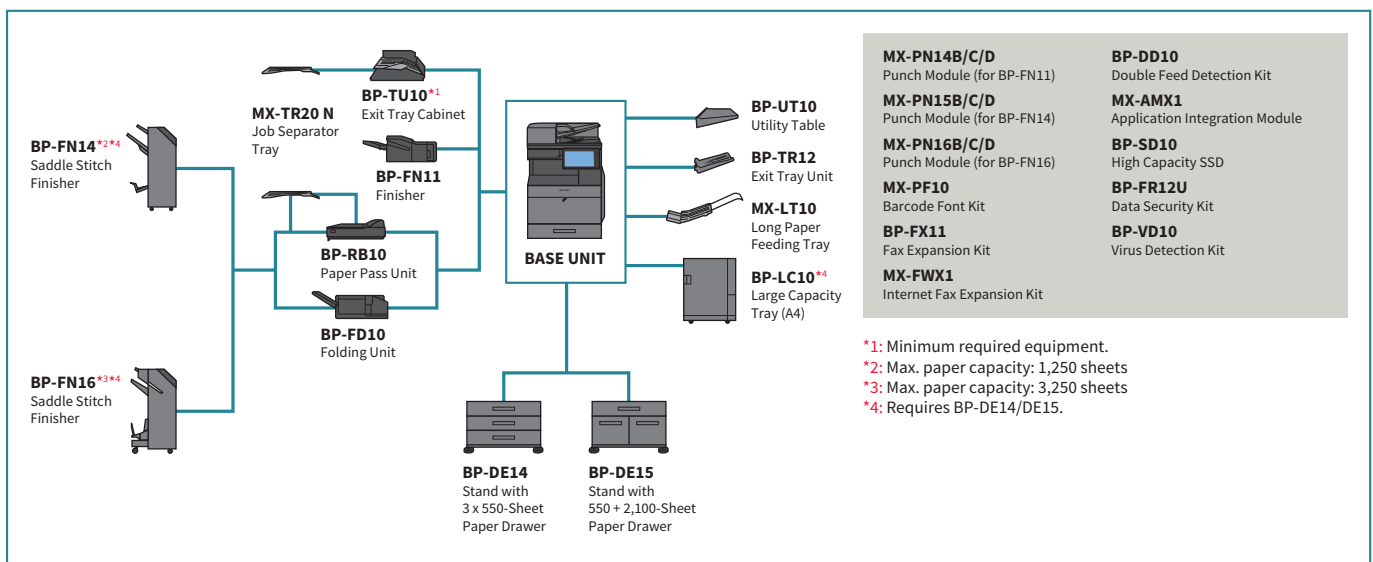 BP-FN14*2*4
Saddle Stitch
Finisher
BP-FN16*3*4
Saddle Stitch
Finisher
MX-TR20 N
Job Separator
Tray
BP-TU10*1
Exit Tray Cabinet
BP-FN11
Finisher
BP-RB10
Paper Pass Unit
BP-FD10
Folding Unit
BASE UNIT
BP-UT10
Utility Table
BP-TR12
Exit Tray Unit
MX-LT10
Long Paper
Feeding Tray
BP-LC10*4
Large Capacity
Tray (A4)
BP-DE14
Stand with
3 x 550-Sheet
Paper Drawer
BP-DE15
Stand with
550 + 2,100-Sheet
Paper Drawer
MX-PN14B/C/D
Punch Module (for BP-FN11)
MX-PN15B/C/D
Punch Module (for BP-FN14)
MX-PN16B/C/D
Punch Module (for BP-FN16)
MX-PF10
Barcode Font Kit
BP-FX11
Fax Expansion Kit
MX-FWX1
Internet Fax Expansion Kit
BP-DD10
Double Feed Detection Kit
MX-AMX1
Application Integration Module
BP-SD10
High Capacity SSD
BP-FR12U
Data Security Kit
BP-VD10
Virus Detection Kit
*1: Minimum required equipment.
*2: Max. paper capacity: 1,250 sheets
*3: Max. paper capacity: 3,250 sheets
*4: Requires BP-DE14/DE15.